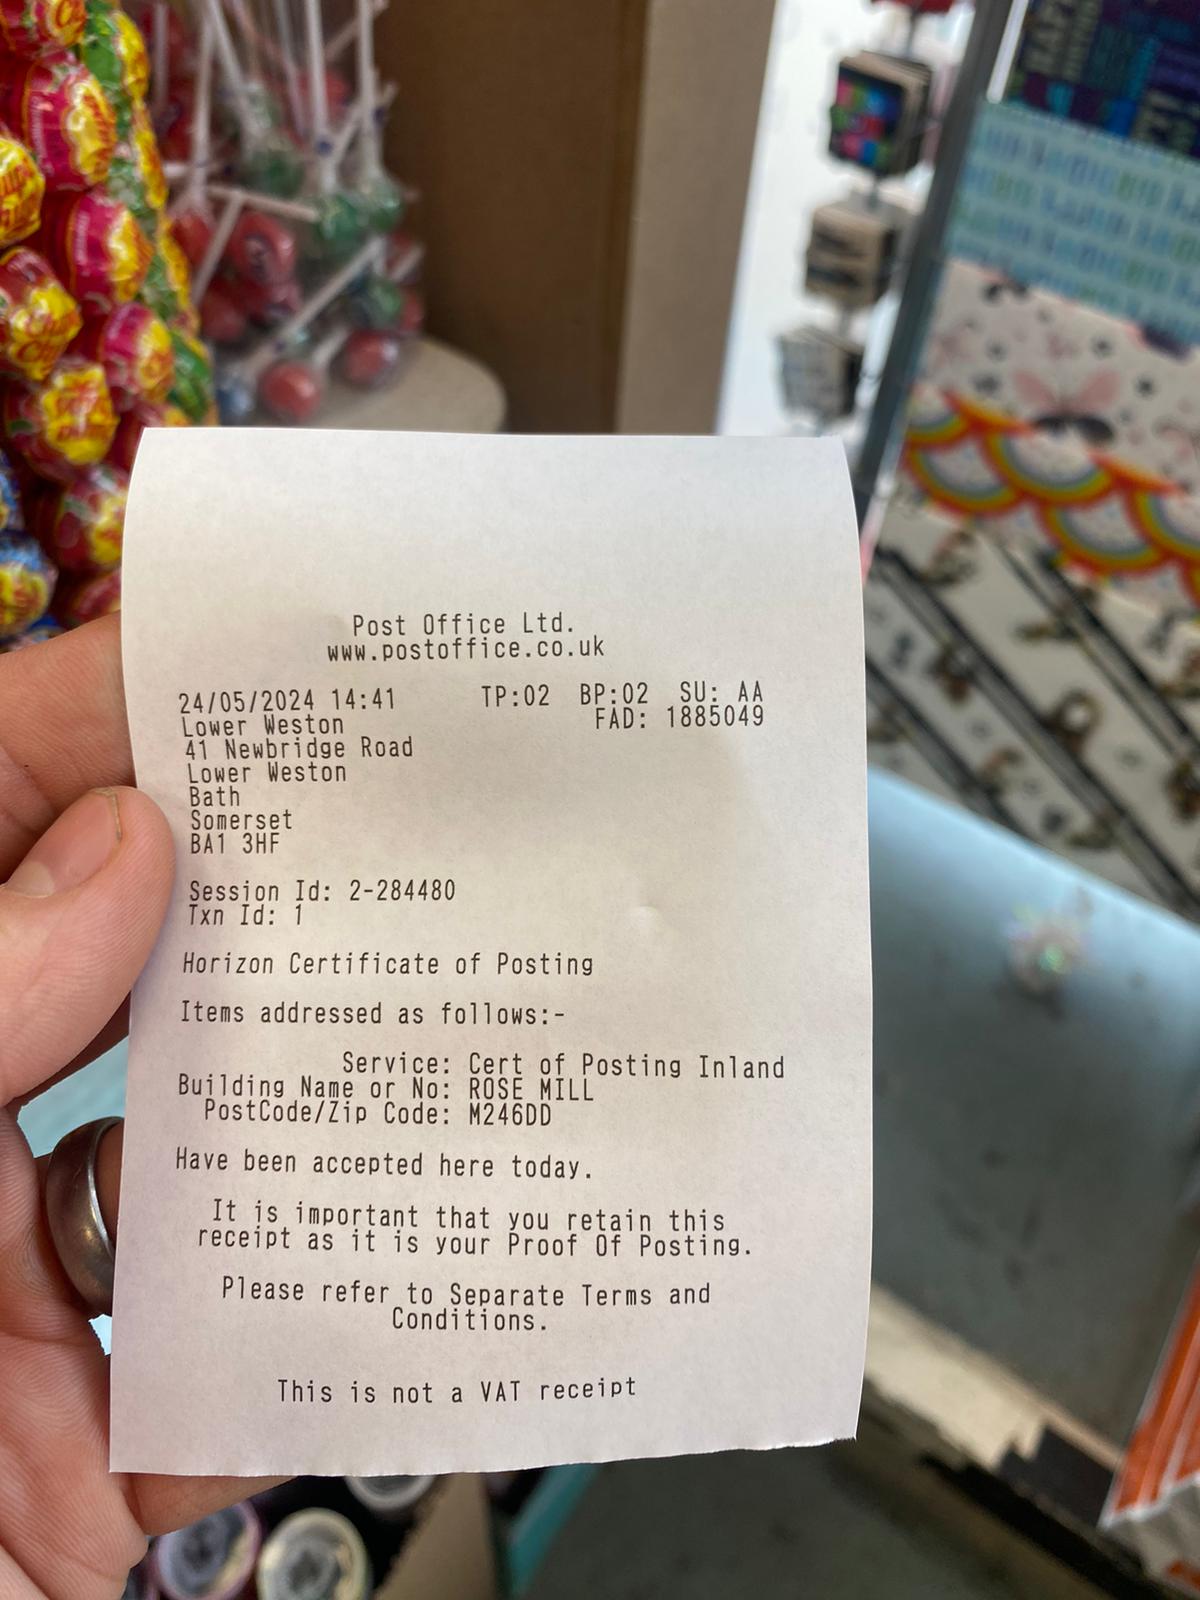 Post Office Ltd.
www.postoffice.co.uk
24/05/2024 14:41 TP:02 BP:02 SU: AA
Lower Weston FAD: 1885049
41 Newbridge Road
Lower Weston
Bath
Somerset
BA1 3HF
Session Id: 2-284480
Txn Id: 1
Horizon Certificate of Posting
Items addressed as follows:-
Service: Cert of Posting Inland
Building Name or No: ROSE MILL
PostCode/Zip Code: M246DD
Have been accepted here today.
It is important that you retain this
receipt as it is your Proof Of Posting.
Please refer to Separate Terms and
Conditions.
This is not a VAT receipt